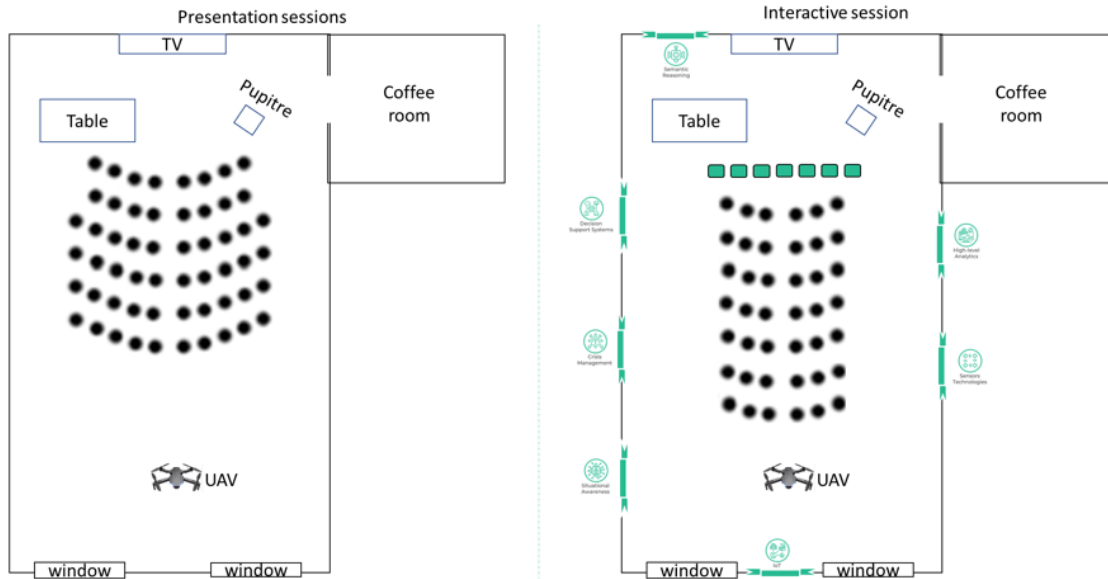 Presentation sessions
TV
Pupitre
Table
Coffee
room
UAV
window
window
Interactive session
TV
Semantic
Reasoning
Pupitre
Table
Coffee
room
Decision
Support Systems
High-level
Analytics
Crisis
Management
Sensors
Technologies
Situational
Awareness
UAV
IoT
window
window